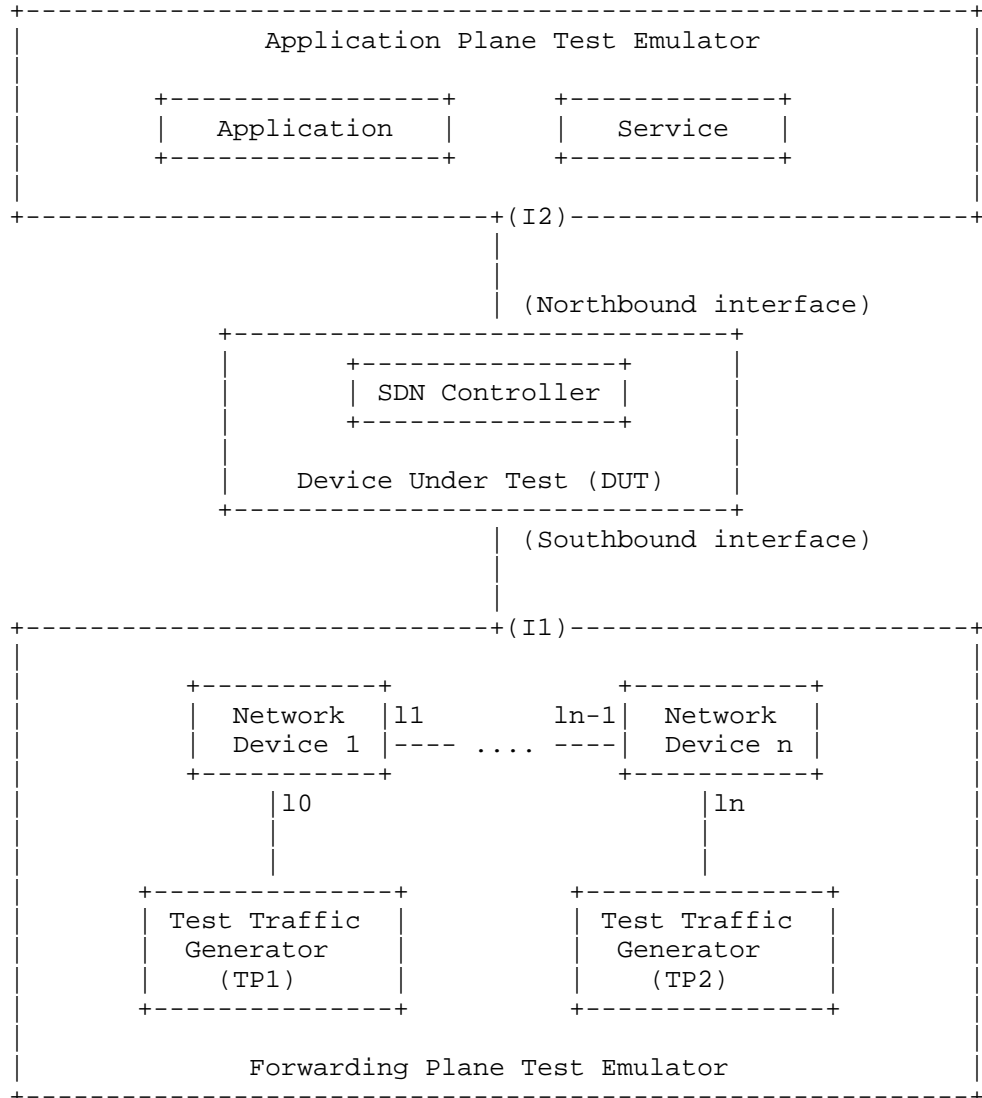 Application Plane Test Emulator
Application Service
(I2)
(Northbound interface)
SDN Controller
Device Under Test (DUT)
(Southbound interface)
(I1)
Network l1 ln-1 Network
Device 1 .... Device n
l0 ln
Test Traffic Test Traffic
Generator Generator
(TP1) (TP2)
Forwarding Plane Test Emulator